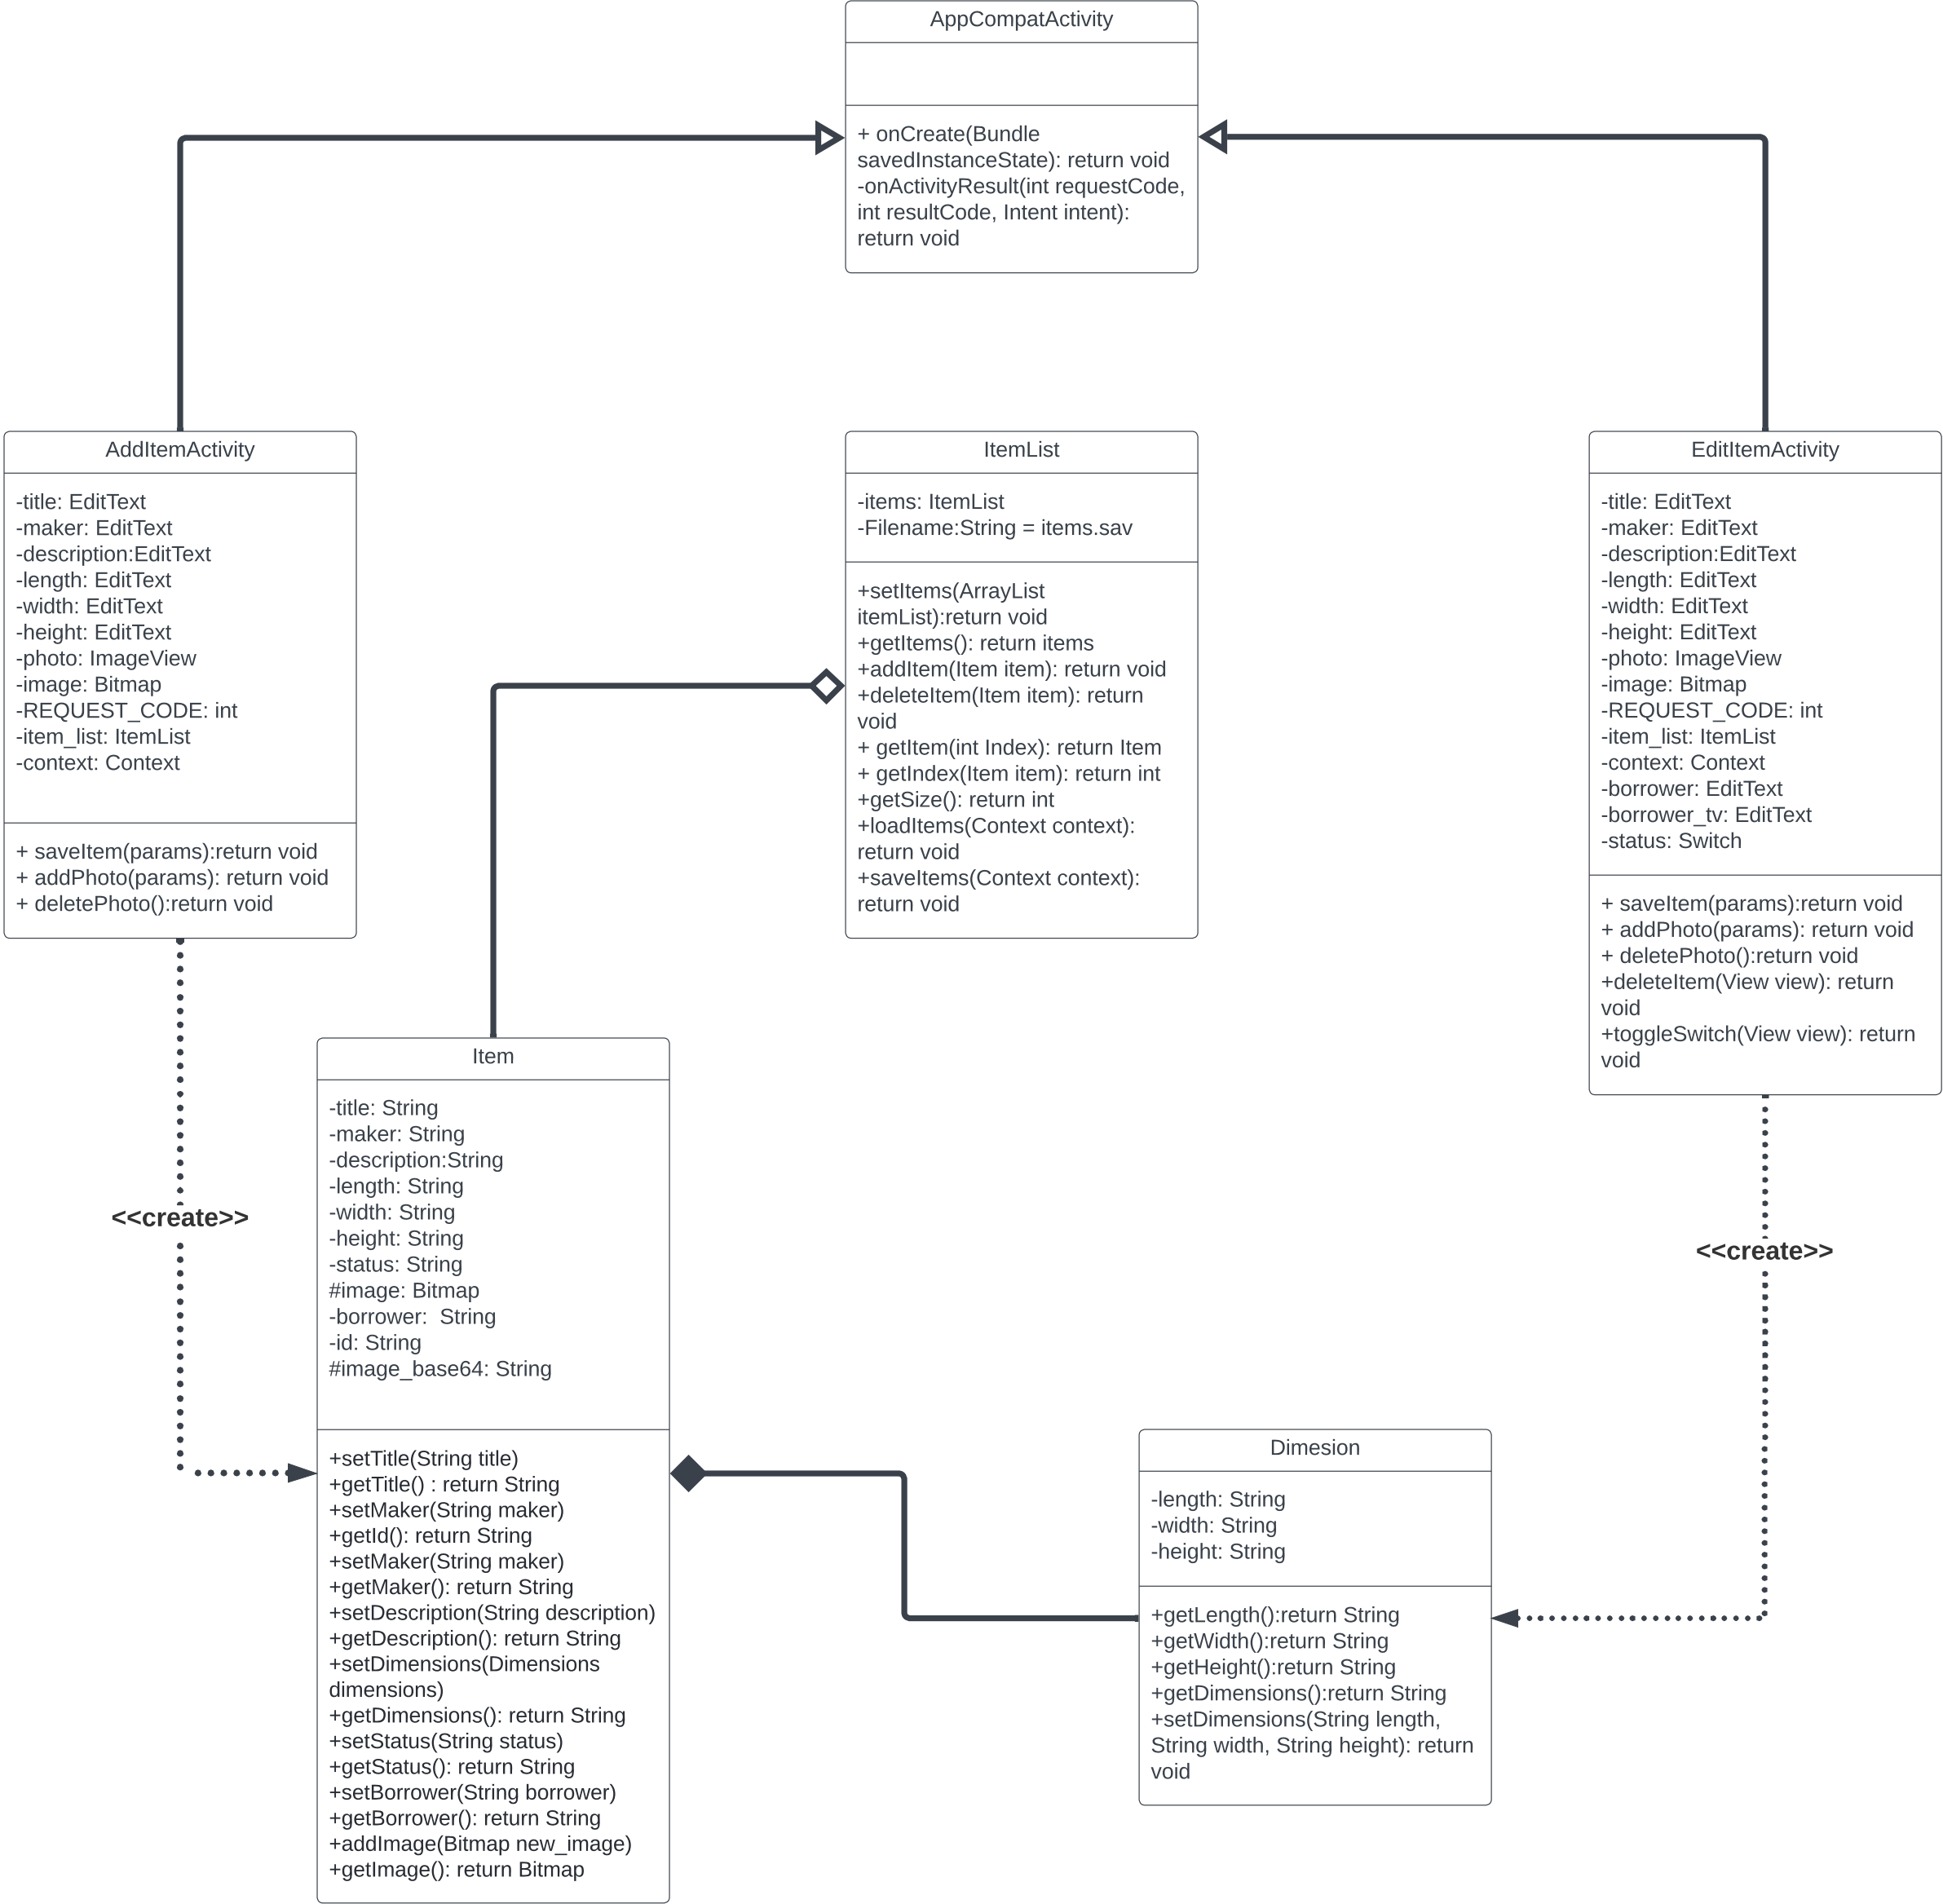 AppCompatActivity
+ onCreate(Bundle
savedInstanceState): return void
-onActivityResult(int requestCode,
int resultCode, Intent intent):
return void
AddItemActivity
-title: EditText
-maker: EditText
-description:EditText
-length: EditText
-width: EditText
-height: EditText
-photo: ImageView
-image: Bitmap
-REQUEST_CODE: int
-item_list: ItemList
-context: Context
+ saveItem(params):return void
+ addPhoto(params): return void
+ deletePhoto():return void
ItemList
-items: ItemList
-Filename:String = items.sav
+setItems(ArrayList
itemList):return void
+getItems(): return items
+addItem(Item item): return void
+deleteItem(Item item): return
void
+ getItem(int Index): return Item
+ getIndex(Item item): return int
+getSize(): return int
+loadItems(Context context):
return void
+saveItems(Context context):
return void
EditItemActivity
-title: EditText
-maker: EditText
-description:EditText
-length: EditText
-width: EditText
-height: EditText
-photo: ImageView
-image: Bitmap
-REQUEST_CODE: int
-item_list: ItemList
-context: Context
-borrower: EditText
-borrower_tv: EditText
-status: Switch
+ saveItem(params):return void
+ addPhoto(params): return void
+ deletePhoto():return void
+deleteItem(View view): return
void
+toggleSwitch(View view): return
void
<<create>>
Item
-title: String
-maker: String
-description:String
-length: String
-width: String
-height: String
-status: String
#image: Bitmap
-borrower:  String
-id: String
#image_base64: String
+setTitle(String title)
+getTitle() : return String
+setMaker(String maker)
+getId(): return String
+setMaker(String maker)
+getMaker(): return String
+setDescription(String description)
+getDescription(): return String
+setDimensions(Dimensions
dimensions)
+getDimensions(): return String
+setStatus(String status)
+getStatus(): return String
+setBorrower(String borrower)
+getBorrower(): return String
+addImage(Bitmap new_image)
+getImage(): return Bitmap
<<create>>
Dimesion
-length: String
-width: String
-height: String
+getLength():return String
+getWidth():return String
+getHeight():return String
+getDimensions():return String
+setDimensions(String length,
String width, String height): return
void